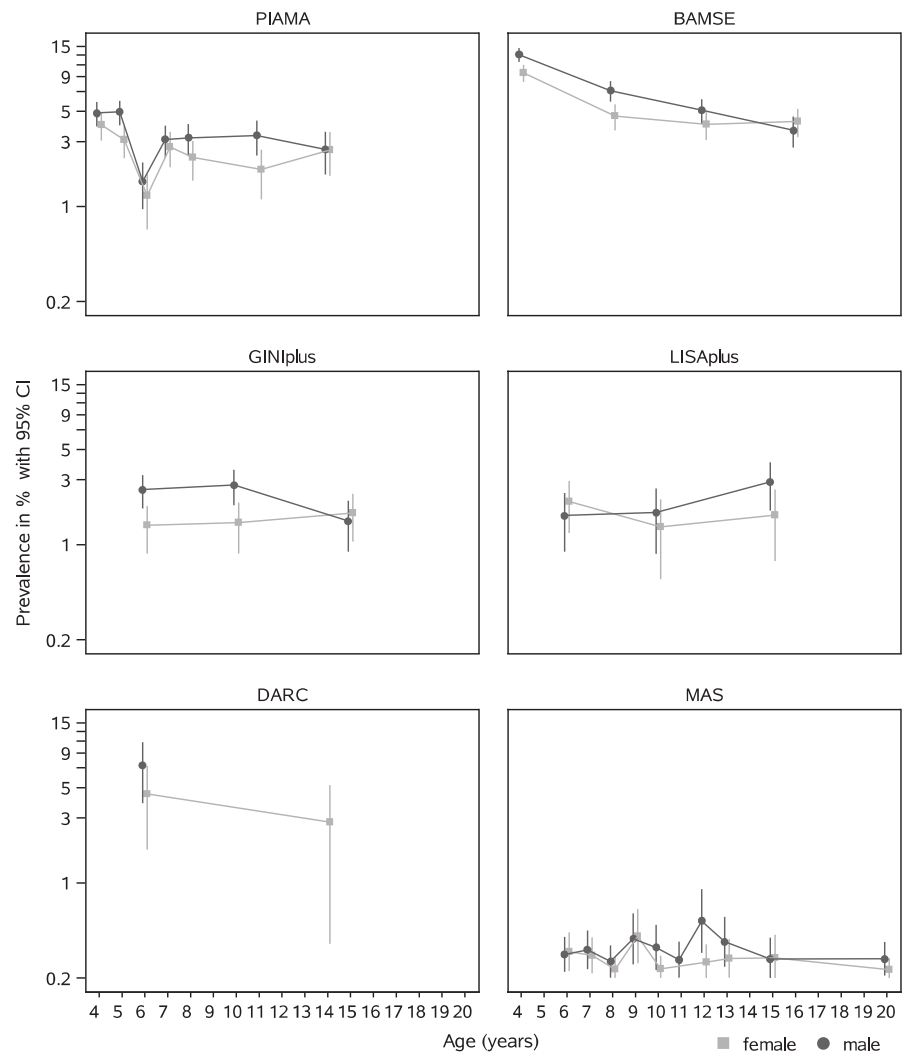 PIAMA BAMSE
15
9
5
3
1
0.2
GINIplus LISAplus
15
9
5
3
1
0.2
Prevalence in % with 95% CI
DARC MAS
15
9
5
3
1
0.2
4 5 6 7 8 9 10 11 12 13 14 15 16 17 18 19 20 4 5 6 7 8 9 10 11 12 13 14 15 16 17 18 19 20
Age (years)
female male